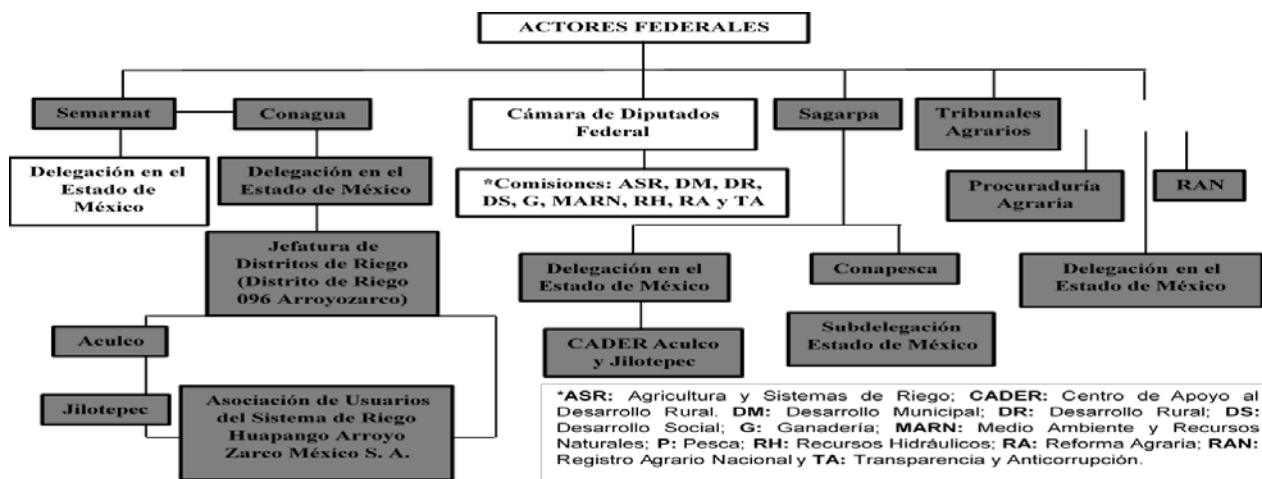 ACTORES FEDERALES
Semarnat
Conagua
Cámara de Diputados
Federal
Sagarpa
Tribunales
Agrarios
Delegación en el
Estado de
México
Delegación en el
Estado de México
*Comisiones: ASR, DM, DR,
DS, G, MARN, RH, RA y TA
Procuraduría
Agraria
RAN
Jefatura de
Distritos de Riego
(Distrito de Riego
096 Arroyozarco)
Delegación en el
Estado de México
Conapesca
Delegación en el
Estado de México
Aculco
CADER Aculco
y Jilotepec
Subdelegación
Estado de México
Jilotepec
Asociación de Usuarios
del Sistema de Riego
Huapango Arroyo
Zarco México S. A.
*ASR: Agricultura y Sistemas de Riego; CADER: Centro de Apoyo al
Desarrollo Rural. DM: Desarrollo Municipal; DR: Desarrollo Rural; DS:
Desarrollo Social; G: Ganadería; MARN: Medio Ambiente y Recursos
Naturales; P: Pesca; RH: Recursos Hidráulicos; RA: Reforma Agraria; RAN:
Registro Agrario Nacional y TA: Transparencia y Anticorrupción.